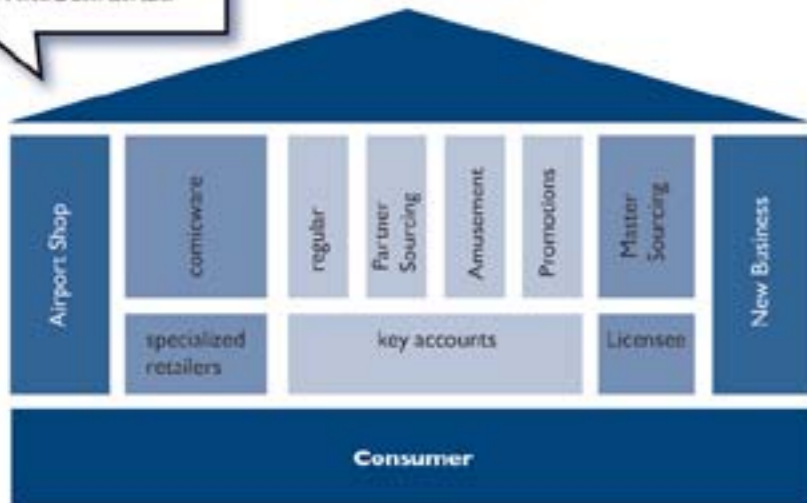 Airport Shop
comicware
regular
Partner
Sourcing
Amusement
Promotions
Master
Sourcing
New Business
specialized
retailers
key accounts
Licensee
Consumer